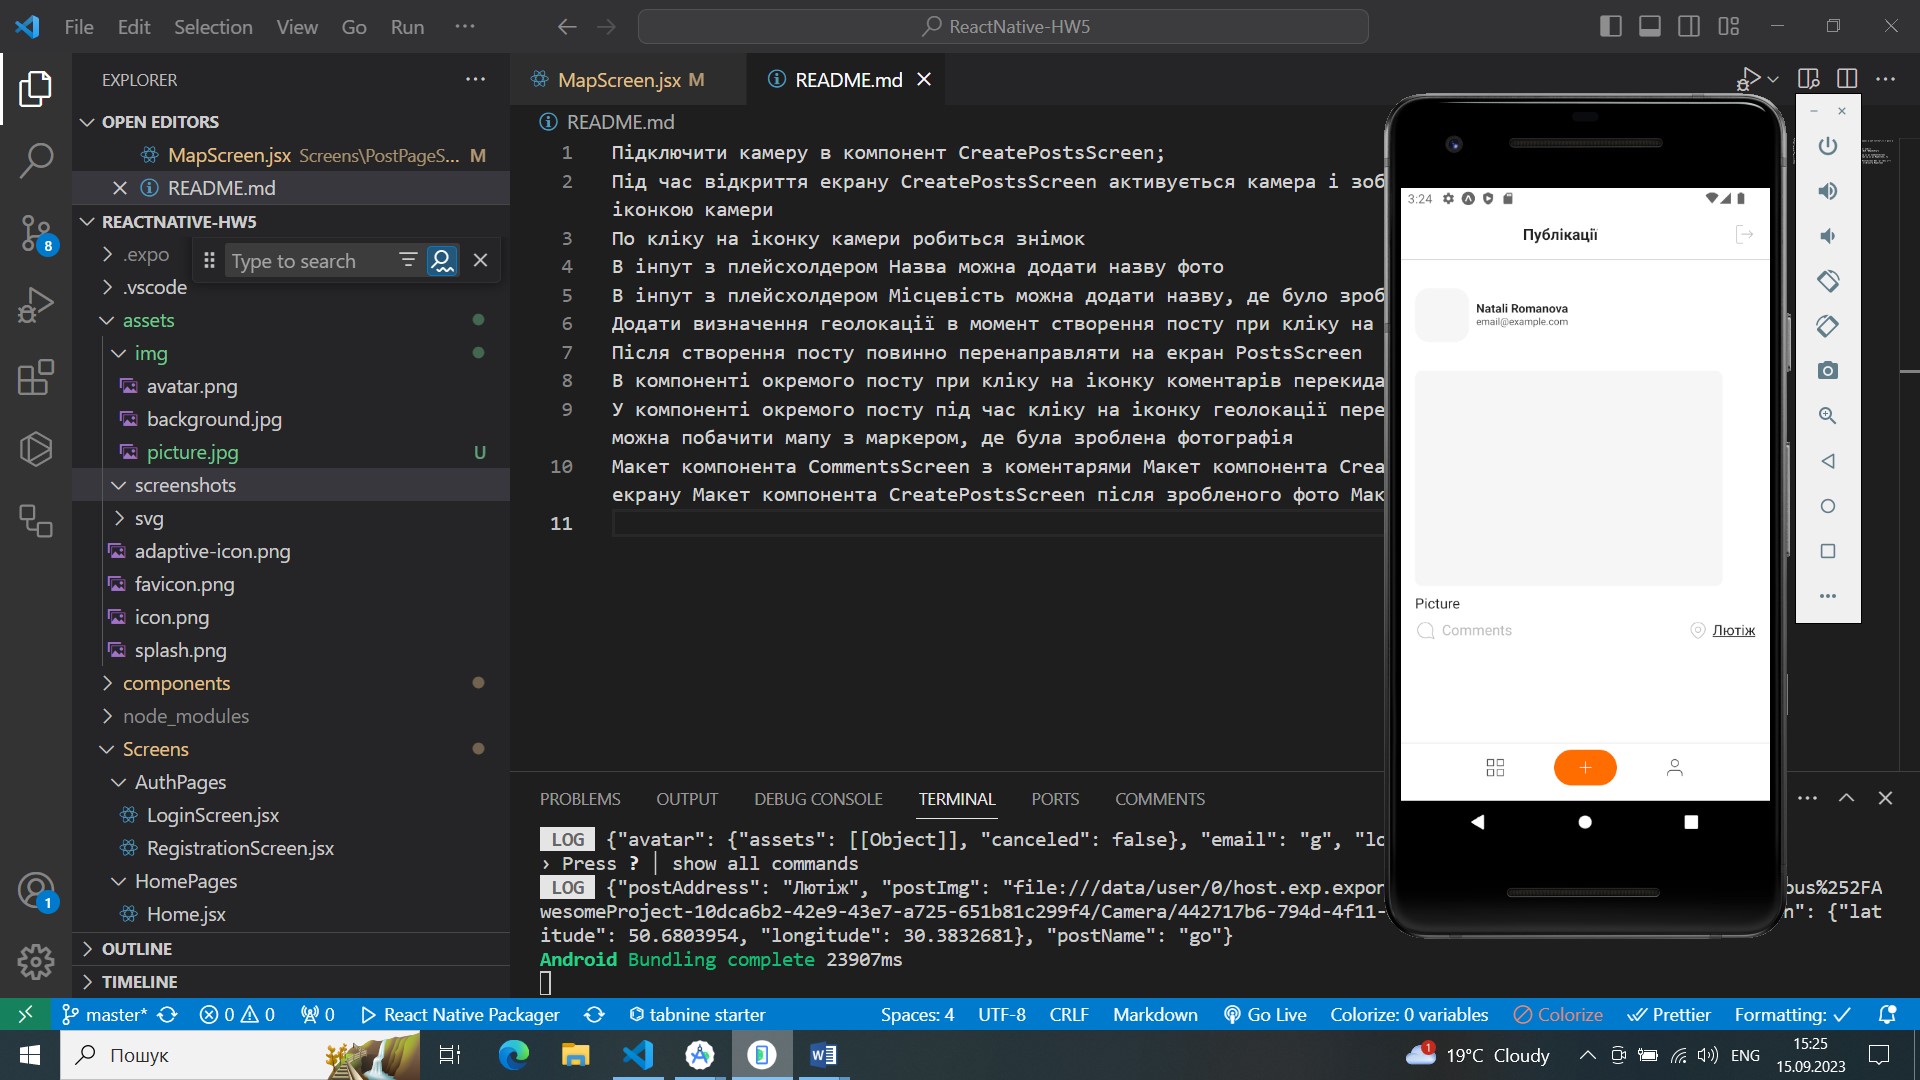 File Edit Selection View Go Run ···
ReactNative-HW5
EXPLORER
OPEN EDITORS
MapScreen.jsx Screens\PostPageS... M
README.md
REACTNATIVE-HW5
.expo
Type to search
.vscode
assets
img
avatar.png
background.jpg
picture.jpg U
screenshots
svg
adaptive-icon.png
favicon.png
icon.png
splash.png
components
node_modules
Screens
AuthPages
LoginScreen.jsx
RegistrationScreen.jsx
HomePages
Home.jsx
OUTLINE
TIMELINE
8
1
MapScreen.jsx M
README.md
README.md
1 Підключити камеру в компонент CreatePostsScreen;
2 Під час відкриття екрану CreatePostsScreen активується камера і зоб
іконкою камери
3 По кліку на іконку камери робиться знімок
4 В інпут з плейсхолдером Назва можна додати назву фото
5 В інпут з плейсхолдером Місцевість можна додати назву, де було зроб
6 Додати визначення геолокації в момент створення посту при кліку на
7 Після створення посту повинно перенаправляти на екран PostsScreen
8 В компоненті окремого посту при кліку на іконку коментарів перекида
9 У компоненті окремого посту під час кліку на іконку геолокації пере
можна побачити мапу з маркером, де була зроблена фотографія
10 Макет компонента CommentsScreen з коментарями Макет компонента Crea
екрану Макет компонента CreatePostsScreen після зробленого фото Мак
11
3:24
Публікації
Natali Romanova
email@example.com
Picture
Comments Лютіж
PROBLEMS OUTPUT DEBUG CONSOLE TERMINAL PORTS COMMENTS
LOG {"avatar": {"assets": [[Object]], "canceled": false}, "email": "g", "lo
› Press ? │ show all commands
LOG {"postAddress": "Лютіж", "postImg": "file:///data/user/0/host.exp.expon bus%252FA
wesomeProject-10dca6b2-42e9-43e7-a725-651b81c299f4/Camera/442717b6-794d-4f11- n": {"lat
itude": 50.6803954, "longitude": 30.3832681}, "postName": "go"}
Android Bundling complete 23907ms
master* 0 0 0 React Native Packager tabnine starter Spaces: 4 UTF-8 CRLF Markdown Go Live Colorize: 0 variables Colorize Prettier Formatting: ✓
Пошук 1 19°C Cloudy ENG 15:25
15.09.2023